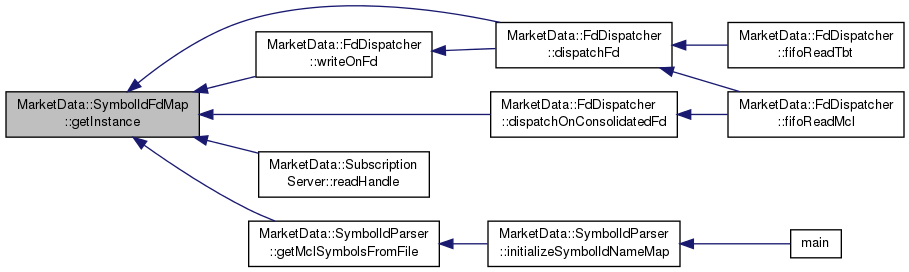 MarketData::FdDispatcher
::dispatchFd
MarketData::FdDispatcher
::fifoReadTbt
MarketData::FdDispatcher
::writeOnFd
MarketData::SymbolIdFdMap
::getInstance
MarketData::FdDispatcher
::dispatchOnConsolidatedFd
MarketData::FdDispatcher
::fifoReadMcl
MarketData::Subscription
Server::readHandle
MarketData::SymbolIdParser
::getMclSymbolsFromFile
MarketData::SymbolIdParser
::initializeSymbolIdNameMap
main